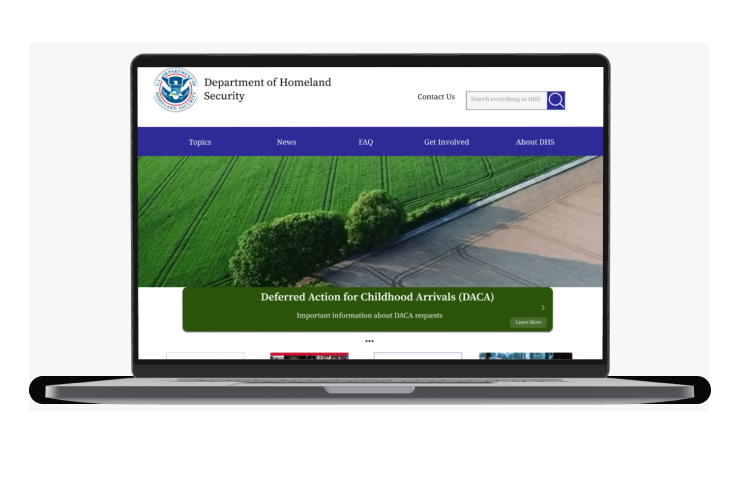 Department of Homeland
Security
Contact Us
Search everything in DHS
Topics
News
FAQ
Get Involved
About DHS
Deferred Action for Childhood Arrivals (DACA)
Important information about DACA requests
Learn More